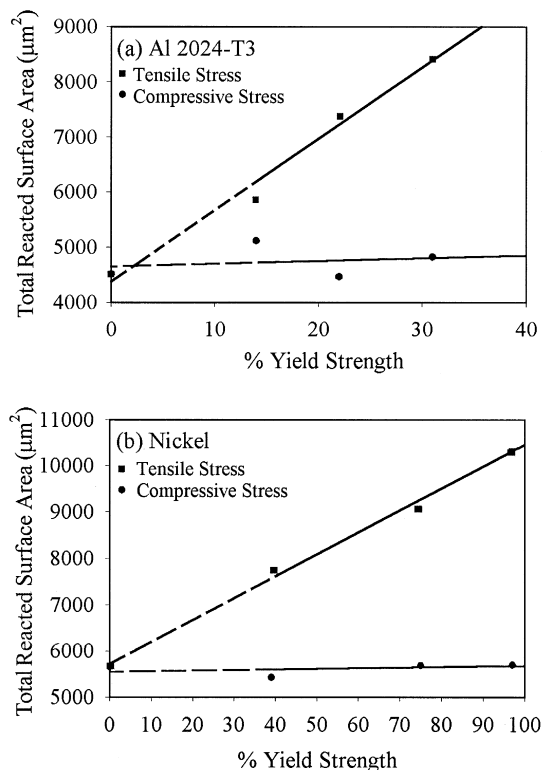 (a) Al 2024-T3
Tensile Stress
Compressive Stress
Total Reacted Surface Area (μm²)
9000
8000
7000
6000
5000
4000
0 10 20 30 40
% Yield Strength
(b) Nickel
Tensile Stress
Compressive Stress
Total Reacted Surface Area (μm²)
11000
10000
9000
8000
7000
6000
5000
0 10 20 30 40 50 60 70 80 90 100
% Yield Strength